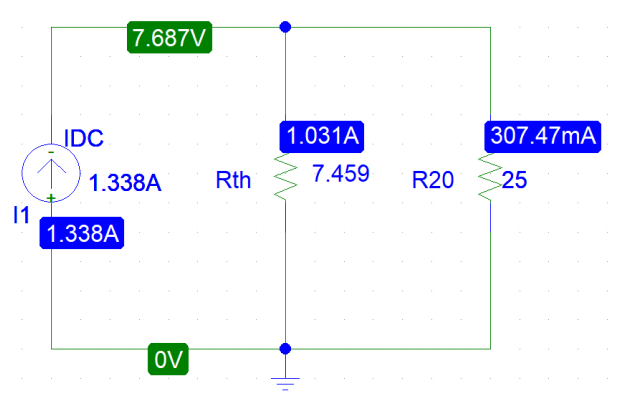 7.687V
IDC
-
1.338A
+
I1
1.338A
1.031A
Rth
7.459
307.47mA
R20
25
0V